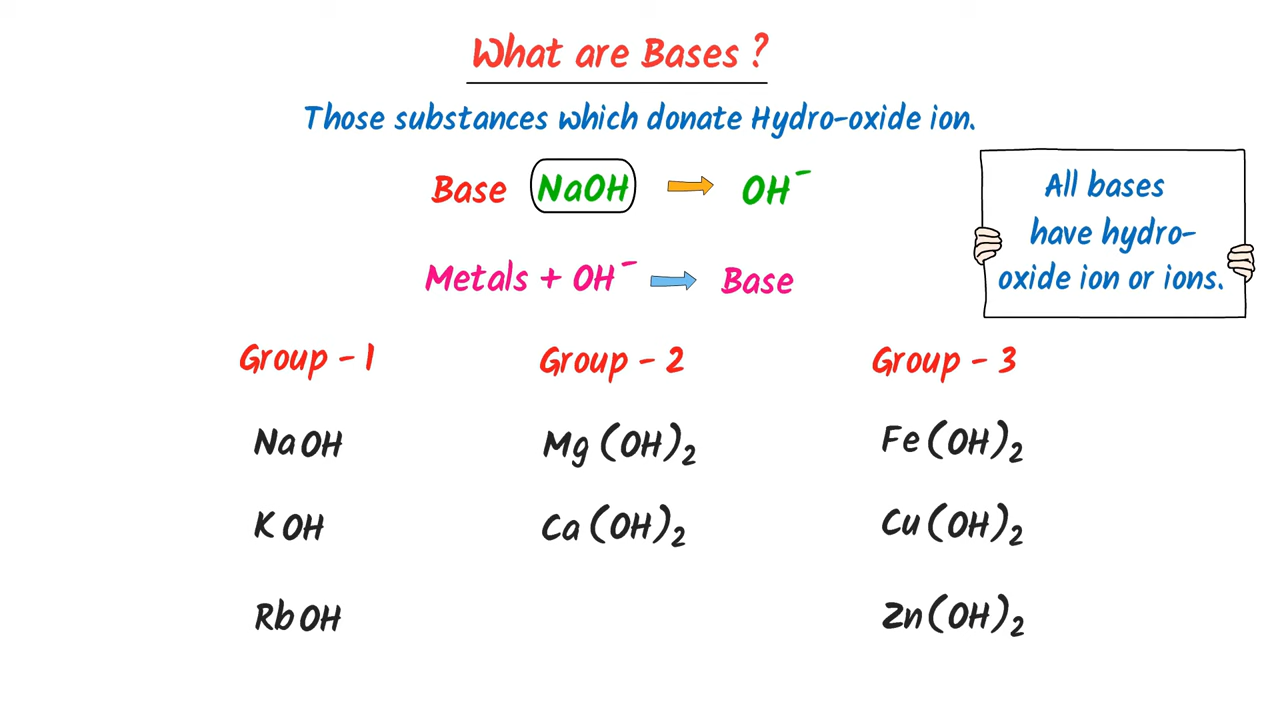 What are Bases ?
Those substances which donate Hydro-oxide ion.
Base NaOH → OH⁻
All bases
have hydro-
oxide ion or ions.
Metals + OH⁻ → Base
Group - 1 Group - 2 Group - 3
NaOH Mg(OH)₂ Fe(OH)₂
KOH Ca(OH)₂ Cu(OH)₂
RbOH Zn(OH)₂